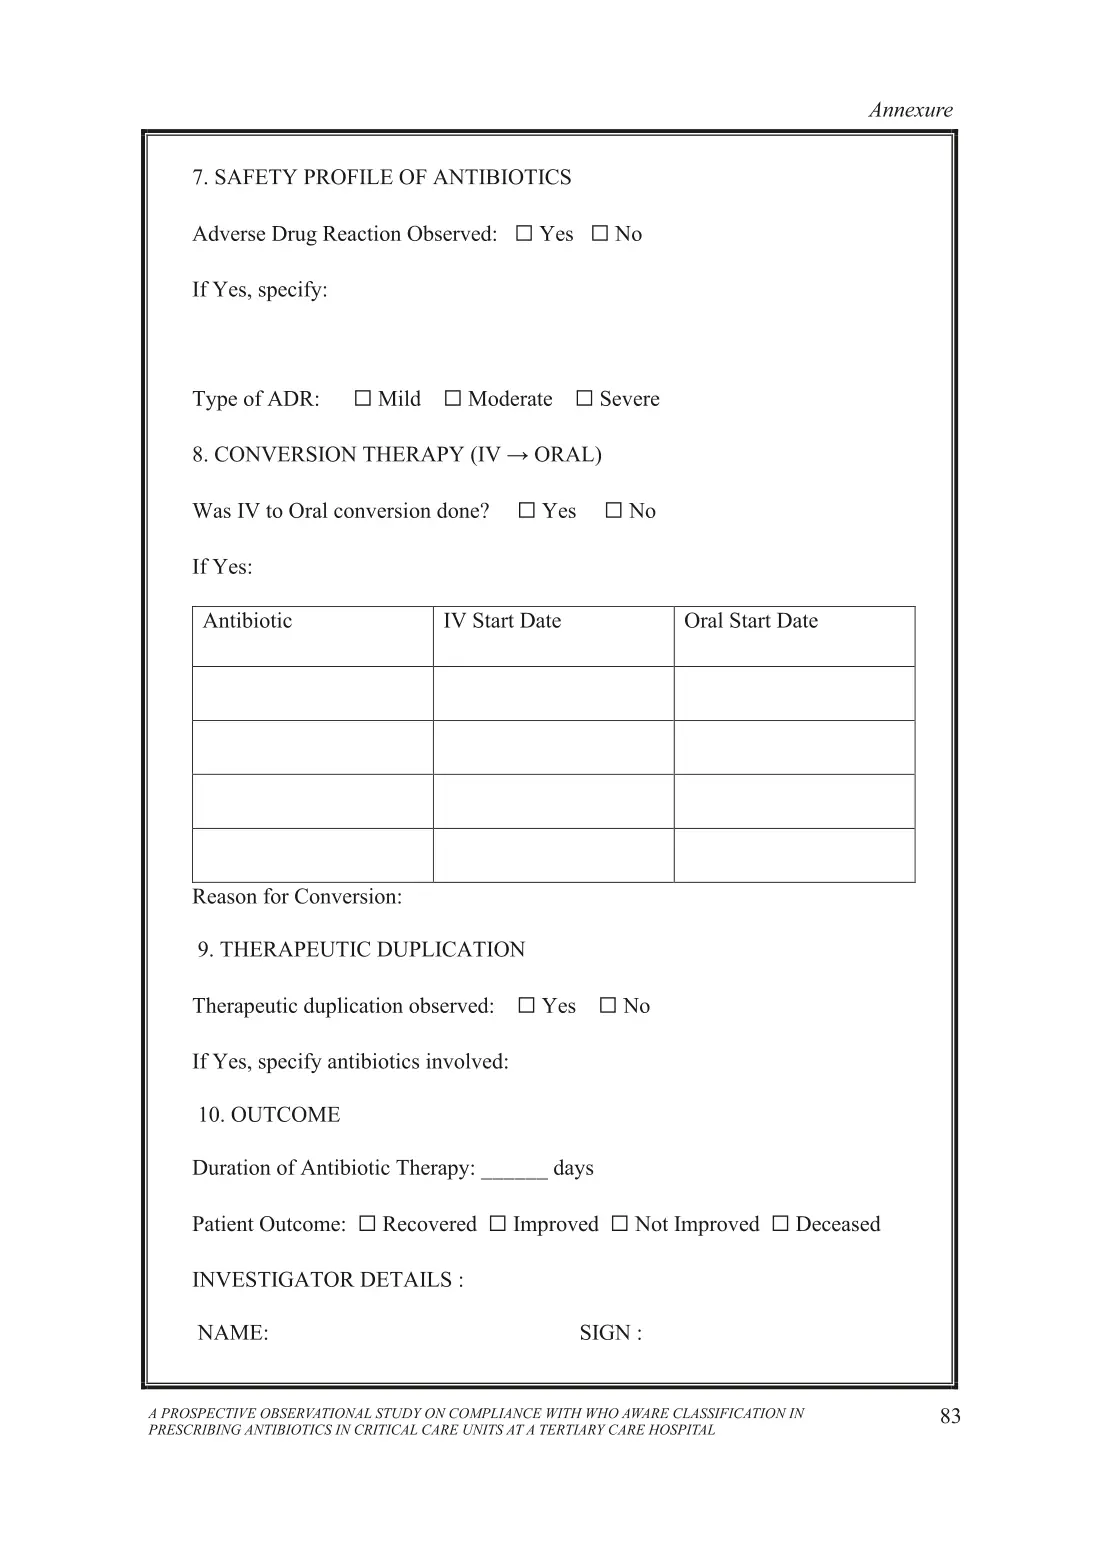 Annexure
7. SAFETY PROFILE OF ANTIBIOTICS
Adverse Drug Reaction Observed: ☐ Yes ☐ No
If Yes, specify:
Type of ADR: ☐ Mild ☐ Moderate ☐ Severe
8. CONVERSION THERAPY (IV → ORAL)
Was IV to Oral conversion done? ☐ Yes ☐ No
If Yes:
Antibiotic IV Start Date Oral Start Date
Reason for Conversion:
9. THERAPEUTIC DUPLICATION
Therapeutic duplication observed: ☐ Yes ☐ No
If Yes, specify antibiotics involved:
10. OUTCOME
Duration of Antibiotic Therapy: ______ days
Patient Outcome: ☐ Recovered ☐ Improved ☐ Not Improved ☐ Deceased
INVESTIGATOR DETAILS :
NAME: SIGN :
A PROSPECTIVE OBSERVATIONAL STUDY ON COMPLIANCE WITH WHO AWARE CLASSIFICATION IN 83
PRESCRIBING ANTIBIOTICS IN CRITICAL CARE UNITS AT A TERTIARY CARE HOSPITAL